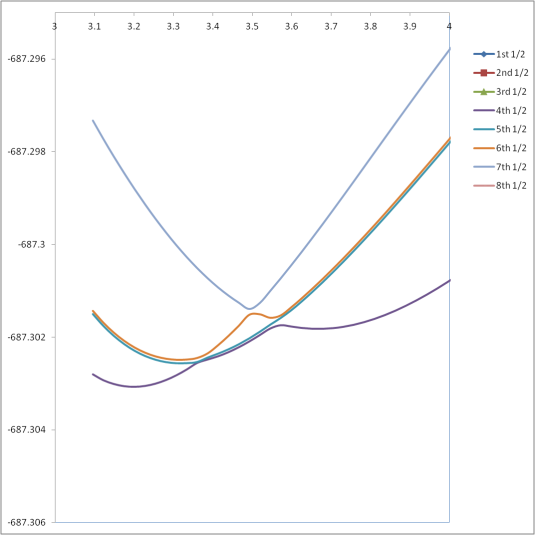 3 3.1 3.2 3.3 3.4 3.5 3.6 3.7 3.8 3.9 4
-687.296
-687.298
-687.3
-687.302
-687.304
-687.306
1st 1/2
2nd 1/2
3rd 1/2
4th 1/2
5th 1/2
6th 1/2
7th 1/2
8th 1/2